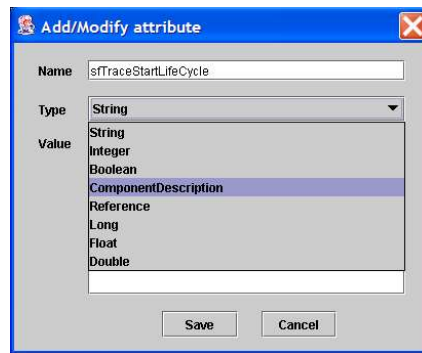 Add/Modify attribute
Name sfTraceStartLifeCycle
Type String
Value
String
Integer
Boolean
ComponentDescription
Reference
Long
Float
Double
Save Cancel